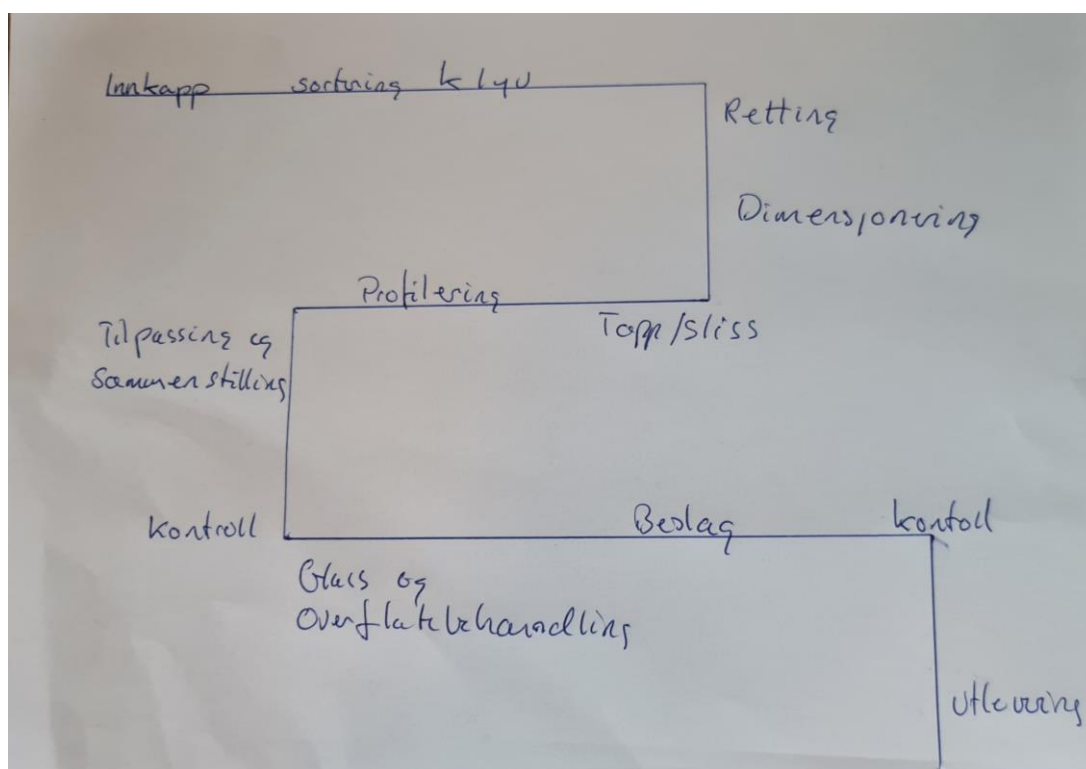 Innkapp sortering klyv
Retting
Dimensjonering
Profilering
Tapp/Sliss
Tilpassing og
Sammenstilling
Kontroll
Beslag
kontoll
Glass og
Overflatebehandling
Utlevering